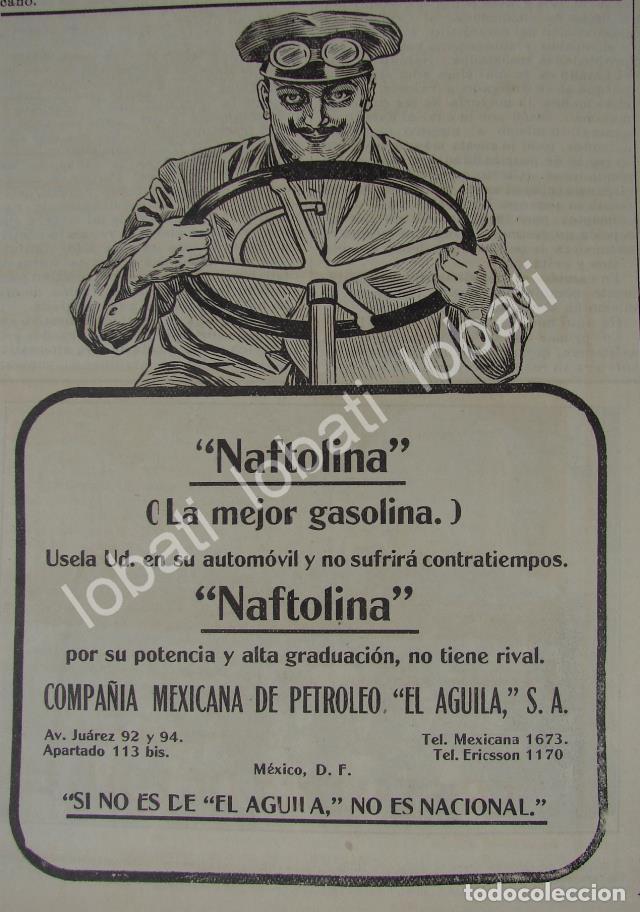 cano.
"Naftolina"
(La mejor gasolina.)
Usela Ud. en su automóvil y no sufrirá contratiempos.
"Naftolina"
por su potencia y alta graduación, no tiene rival.
COMPAÑIA MEXICANA DE PETROLEO "EL AGUILA," S. A.
Av. Juárez 92 y 94.
Apartado 113 bis.
Tel. Mexicana 1673.
Tel. Ericsson 1170
México, D. F.
"SI NO ES DE "EL AGUILA," NO ES NACIONAL."
lobati lobati lobati lobati
todocoleccion